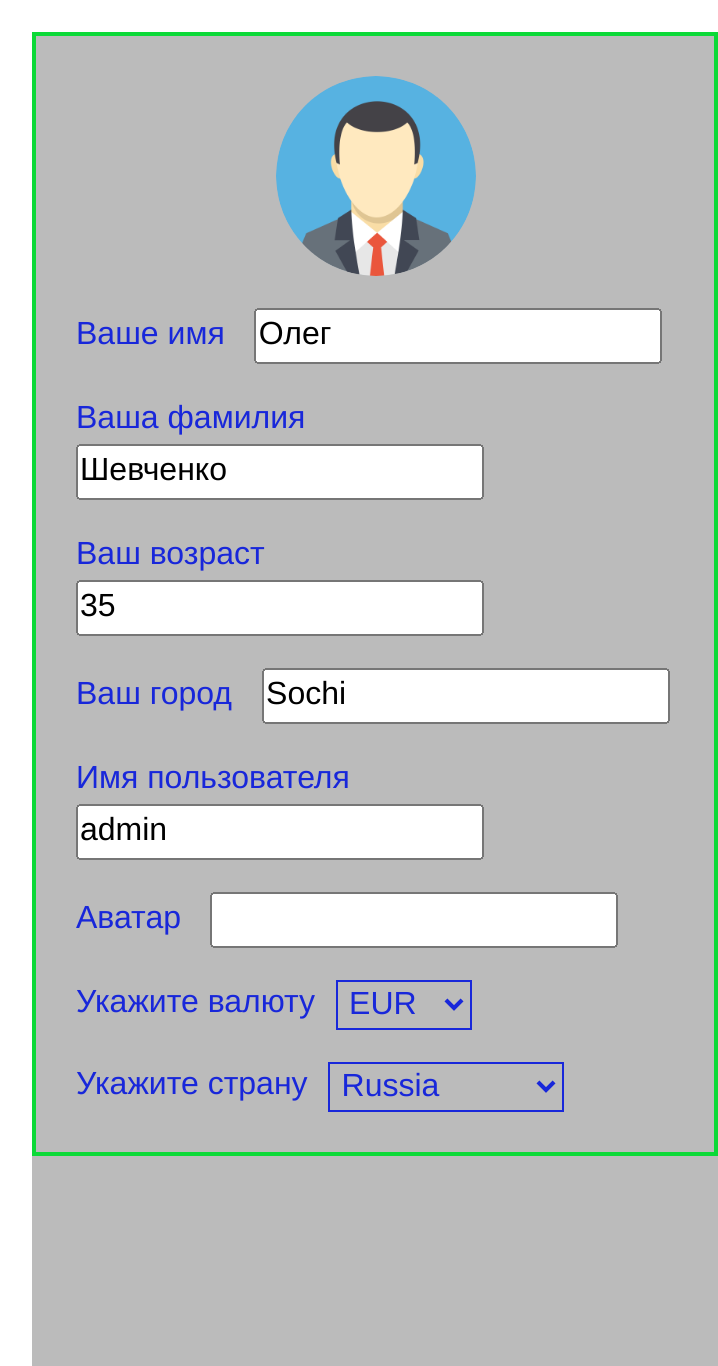 Ваше имя Олег
Ваша фамилия
Шевченко
Ваш возраст
35
Ваш город Sochi
Имя пользователя
admin
Аватар
Укажите валюту EUR
Укажите страну Russia